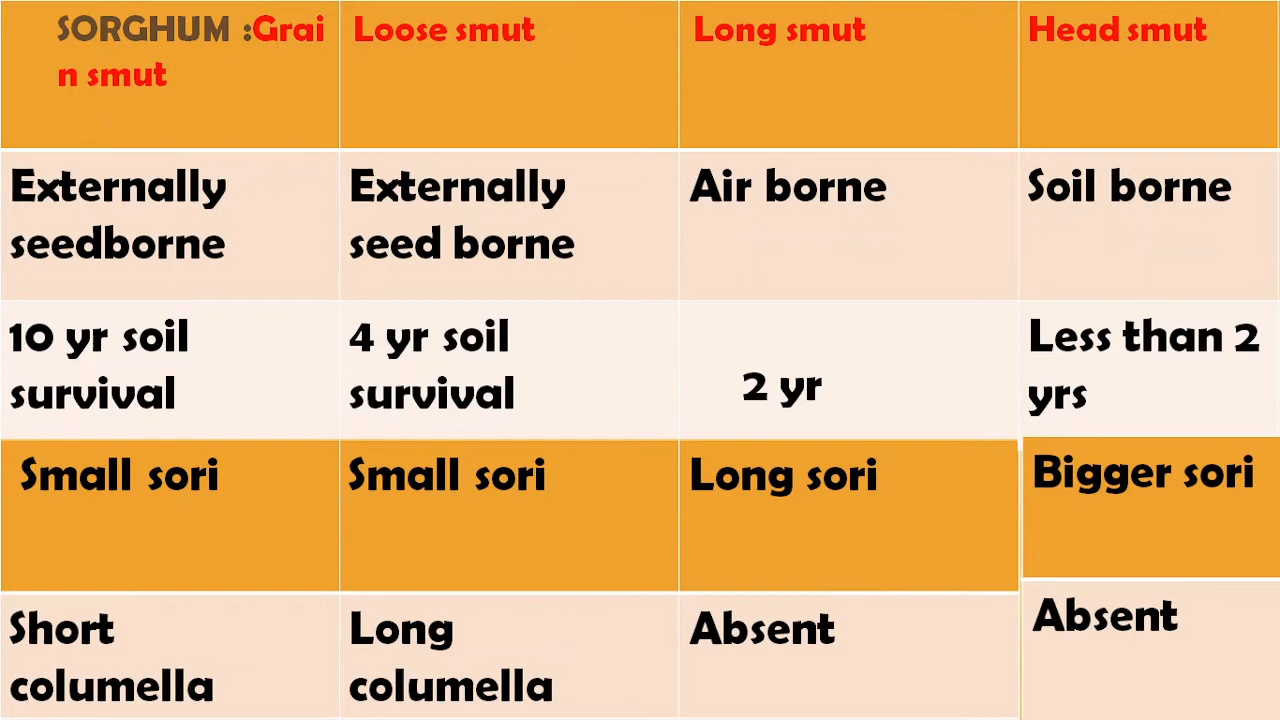 SORGHUM :Grai
n smut
Loose smut
Long smut
Head smut
Externally
seedborne
Externally
seed borne
Air borne
Soil borne
10 yr soil
survival
4 yr soil
survival
2 yr
Less than 2
yrs
Small sori
Small sori
Long sori
Bigger sori
Short
columella
Long
columella
Absent
Absent